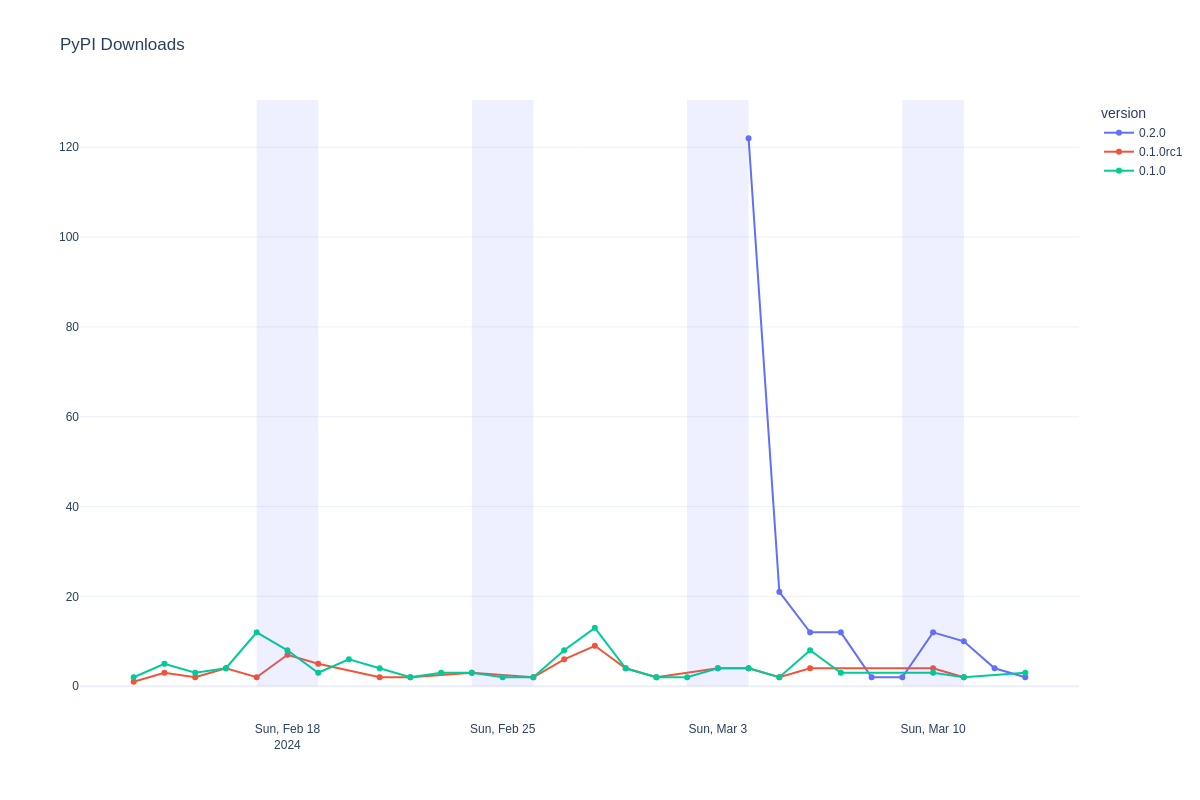 PyPI Downloads
version
0.2.0
0.1.0rc1
0.1.0
120
100
80
60
40
20
0
Sun, Feb 18
2024
Sun, Feb 25
Sun, Mar 3
Sun, Mar 10